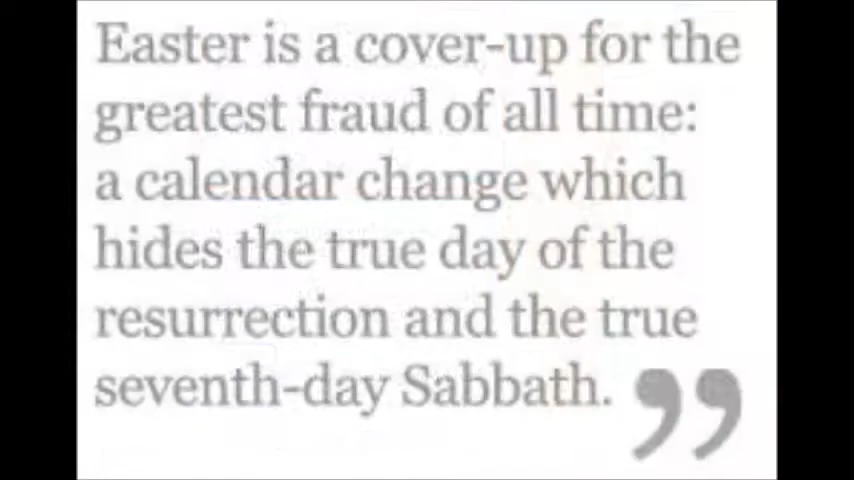 Easter is a cover-up for the
greatest fraud of all time:
a calendar change which
hides the true day of the
resurrection and the true
seventh-day Sabbath. ”